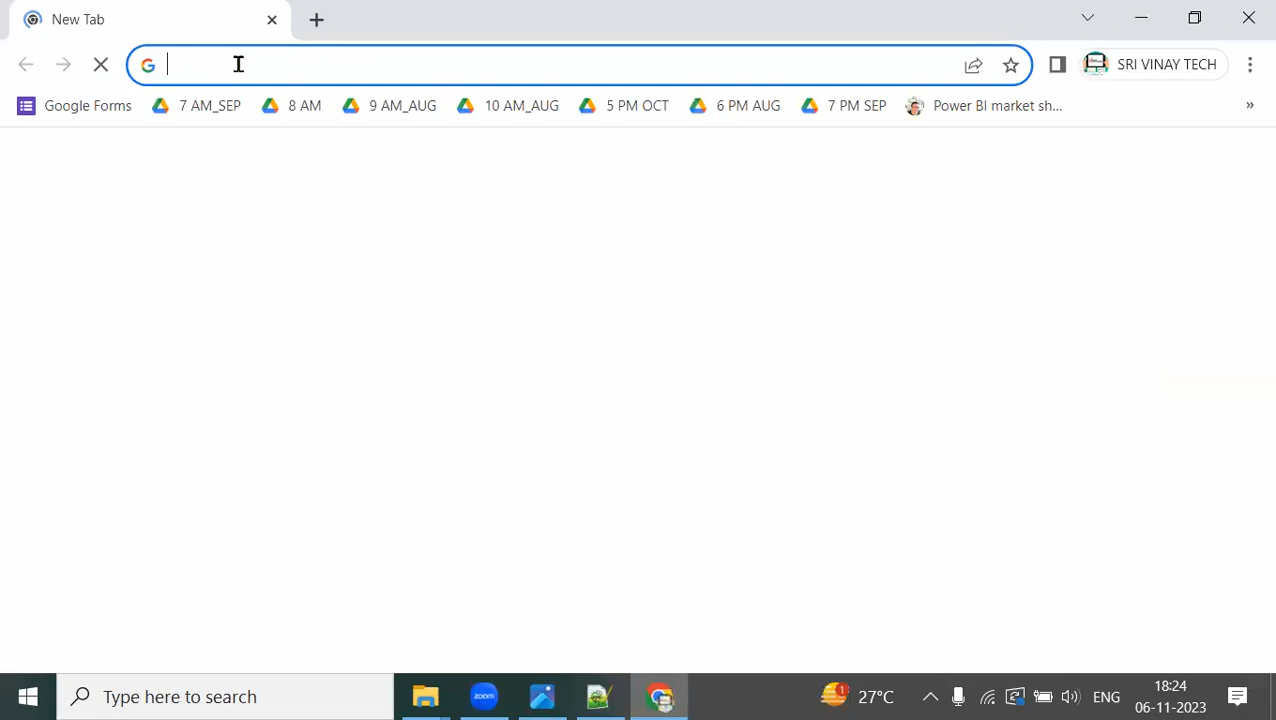 New Tab
SRI VINAY TECH
Google Forms 7 AM_SEP 8 AM 9 AM_AUG 10 AM_AUG 5 PM OCT 6 PM AUG 7 PM SEP Power BI market sh... »
Type here to search zoom 1 27°C ENG 18:24
06-11-2023